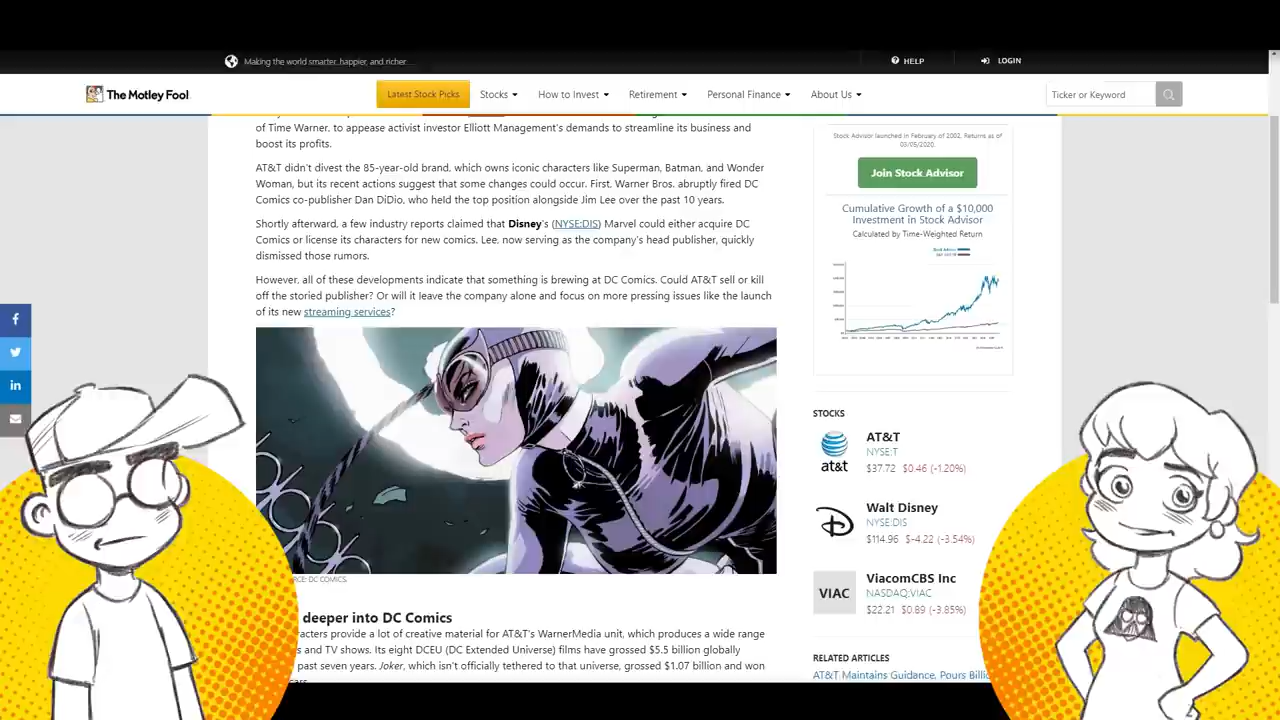 Making the world smarter, happier, and richer.
HELP
LOGIN
The Motley Fool
Latest Stock Picks
Stocks
How to Invest
Retirement
Personal Finance
About Us
Ticker or Keyword
of Time Warner, to appease activist investor Elliott Management's demands to streamline its business and
boost its profits.
AT&T didn't divest the 85-year-old brand, which owns iconic characters like Superman, Batman, and Wonder
Woman, but its recent actions suggest that some changes could occur. First, Warner Bros. abruptly fired DC
Comics co-publisher Dan DiDio, who held the top position alongside Jim Lee over the past 10 years.
Shortly afterward, a few industry reports claimed that Disney's (NYSE:DIS) Marvel could either acquire DC
Comics or license its characters for new comics. Lee, now serving as the company's head publisher, quickly
dismissed those rumors.
However, all of these developments indicate that something is brewing at DC Comics. Could AT&T sell or kill
off the storied publisher? Or will it leave the company alone and focus on more pressing issues like the launch
of its new streaming services?
DC COMICS.
deeper into DC Comics
provide a lot of creative material for AT&T's WarnerMedia unit, which produces a wide range
and TV shows. Its eight DCEU (DC Extended Universe) films have grossed $5.5 billion globally
past seven years. Joker, which isn't officially tethered to that universe, grossed $1.07 billion and won
Stock Advisor launched in February of 2002. Returns as of
03/05/2020.
Join Stock Advisor
Cumulative Growth of a $10,000
Investment in Stock Advisor
Calculated by Time-Weighted Return
STOCKS
at&t
AT&T
NYSE:T
$37.72 $0.46 (-1.20%)
Walt Disney
NYSE:DIS
$114.96 $-4.22 (-3.54%)
VIAC
ViacomCBS Inc
NASDAQ:VIAC
$22.21 $0.89 (-3.85%)
RELATED ARTICLES
AT&T Maintains Guidance, Pours